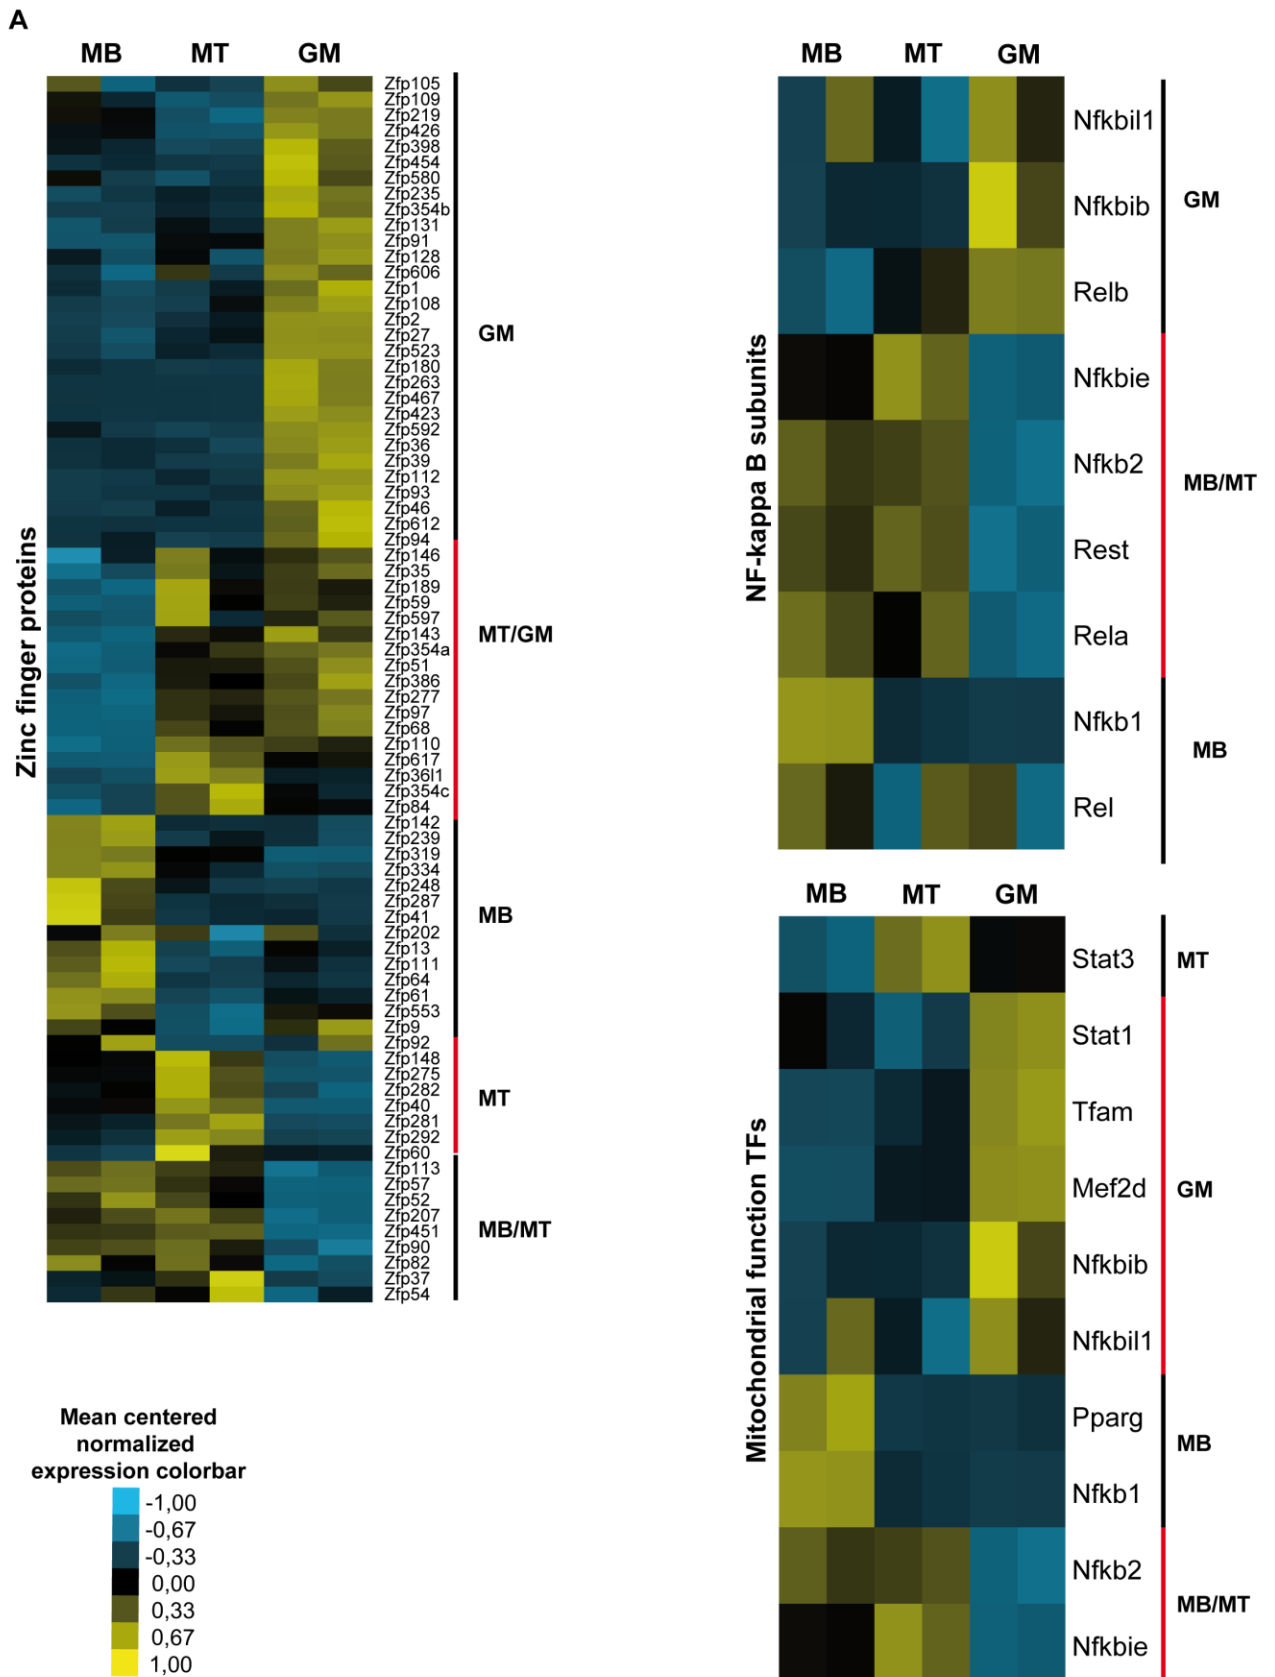 A
MB MT GM
Zinc finger proteins
Zfp105
Zfp109
Zfp219
Zfp426
Zfp398
Zfp454
Zfp580
Zfp235
Zfp354b
Zfp131
Zfp91
Zfp128
Zfp606
Zfp1
Zfp108
Zfp2
Zfp27
Zfp523
Zfp180
Zfp263
Zfp467
Zfp423
Zfp592
Zfp36
Zfp39
Zfp112
Zfp93
Zfp46
Zfp612
Zfp94
Zfp146
Zfp35
Zfp189
Zfp59
Zfp597
Zfp143
Zfp354a
Zfp51
Zfp386
Zfp277
Zfp97
Zfp68
Zfp110
Zfp617
Zfp36l1
Zfp354c
Zfp84
Zfp142
Zfp239
Zfp319
Zfp334
Zfp248
Zfp287
Zfp41
Zfp202
Zfp13
Zfp111
Zfp64
Zfp61
Zfp553
Zfp9
Zfp92
Zfp148
Zfp275
Zfp282
Zfp40
Zfp281
Zfp292
Zfp60
Zfp113
Zfp57
Zfp52
Zfp207
Zfp451
Zfp90
Zfp82
Zfp37
Zfp54
GM
MT/GM
MB
MT
MB/MT
Mean centered
normalized
expression colorbar
-1,00
-0,67
-0,33
0,00
0,33
0,67
1,00
MB MT GM
NF-kappa B subunits
Nfkbil1
Nfkbib
Relb
Nfkbie
Nfkb2
Rest
Rela
Nfkb1
Rel
GM
MB/MT
MB
MB MT GM
Mitochondrial function TFs
Stat3
Stat1
Tfam
Mef2d
Nfkbib
Nfkbil1
Pparg
Nfkb1
Nfkb2
Nfkbie
MT
GM
MB
MB/MT